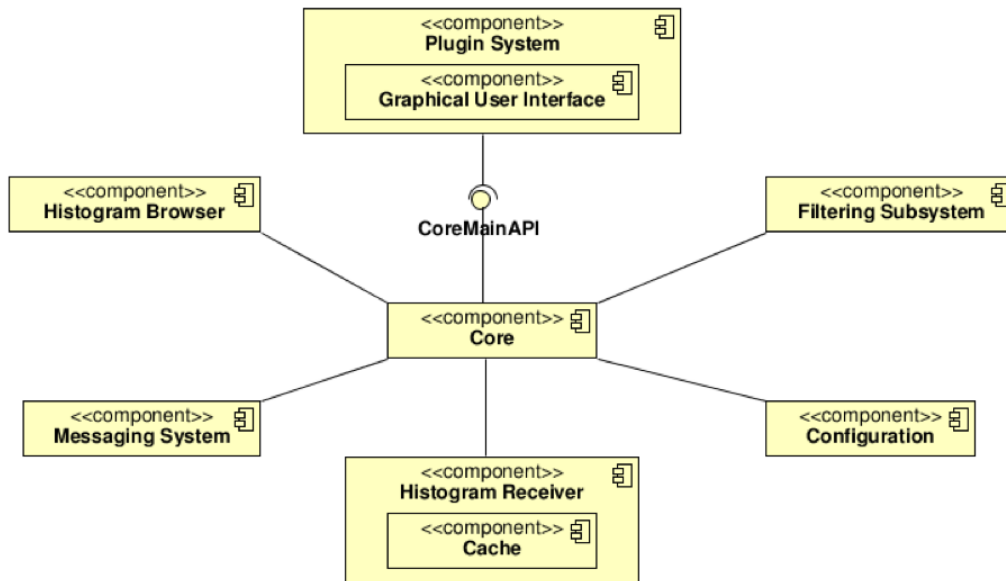 <<component>>
Plugin System
<<component>>
Graphical User Interface
<<component>>
Histogram Browser
CoreMainAPI
<<component>>
Filtering Subsystem
<<component>>
Core
<<component>>
Messaging System
<<component>>
Histogram Receiver
<<component>>
Cache
<<component>>
Configuration